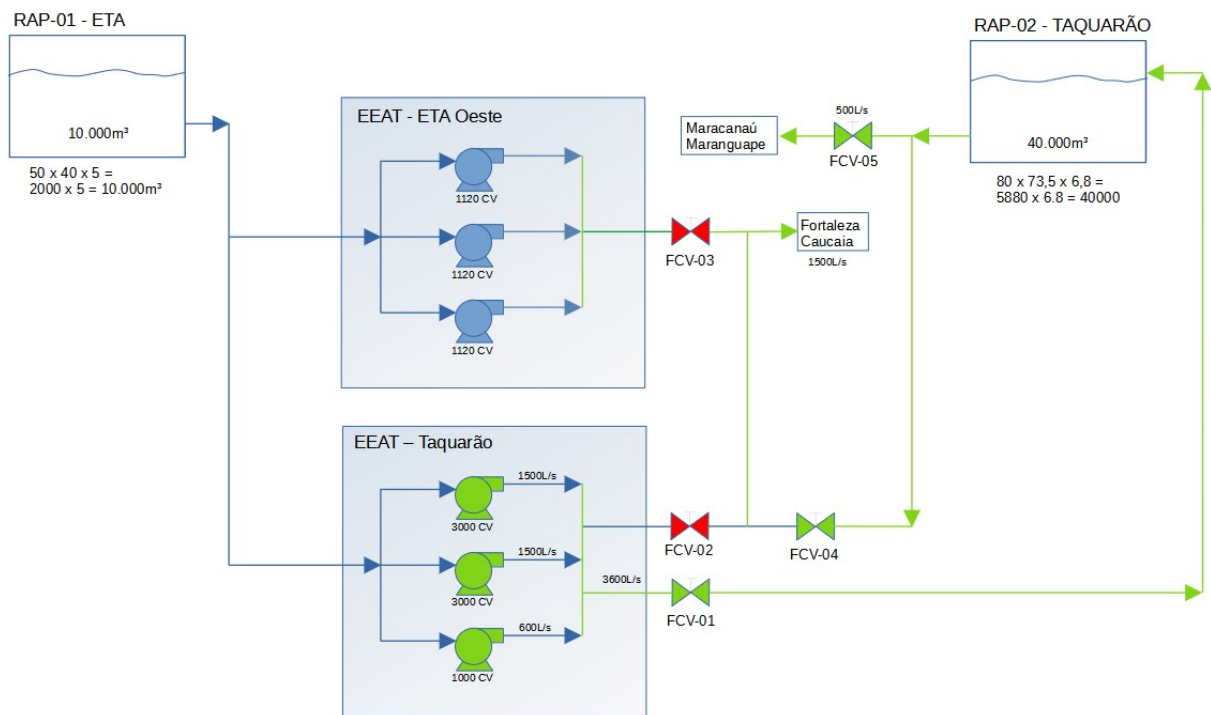 RAP-01 - ETA
10.000m³
50 x 40 x 5 =
2000 x 5 = 10.000m³
EEAT - ETA Oeste
1120 CV
1120 CV
1120 CV
RAP-02 - TAQUARÃO
40.000m³
80 x 73,5 x 6,8 =
5880 x 6.8 = 40000
500L/s
Maracanaú
Maranguape
FCV-05
FCV-03
Fortaleza
Caucaia
1500L/s
EEAT – Taquarão
1500L/s
3000 CV
1500L/s
3000 CV
600L/s
1000 CV
3600L/s
FCV-02
FCV-04
FCV-01